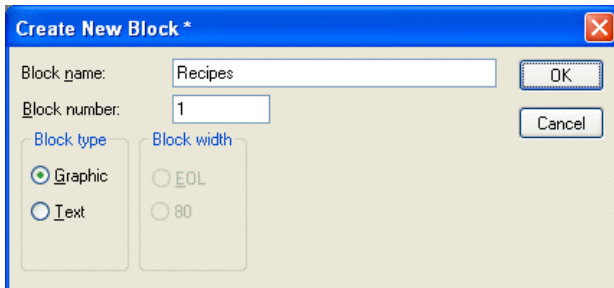 Create New Block *
Block name: Recipes OK
Block number: 1 Cancel
Block type Block width
Graphic EOL
Text 80